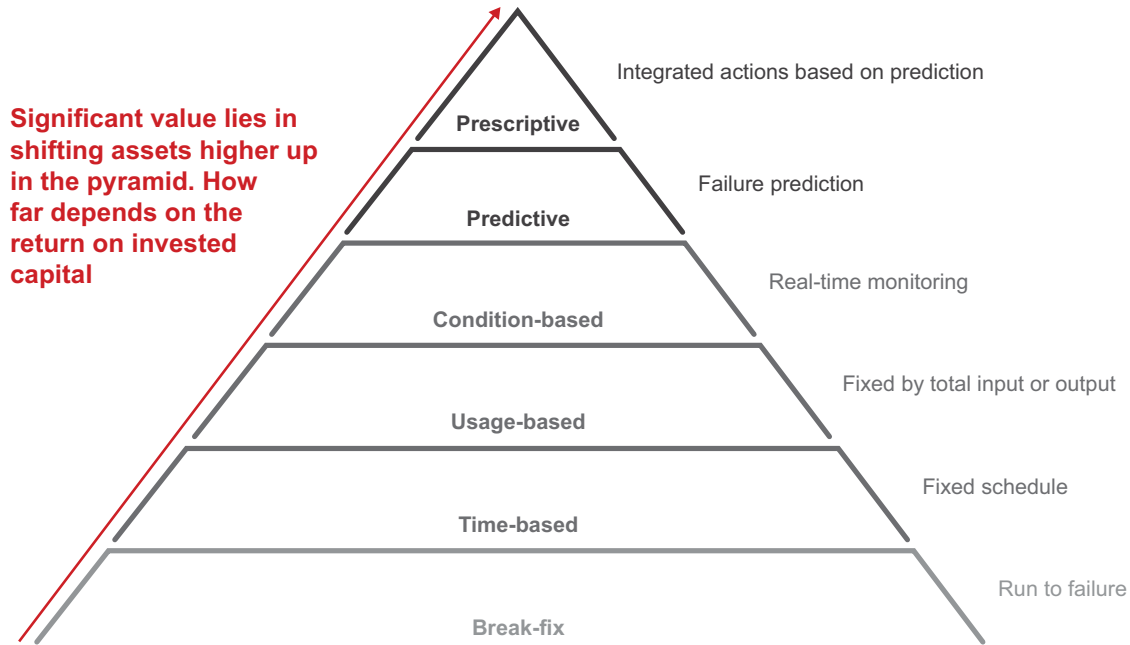 Integrated actions based on prediction
Significant value lies in
shifting assets higher up
in the pyramid. How
far depends on the
return on invested
capital
Prescriptive
Failure prediction
Predictive
Real-time monitoring
Condition-based
Fixed by total input or output
Usage-based
Fixed schedule
Time-based
Run to failure
Break-fix